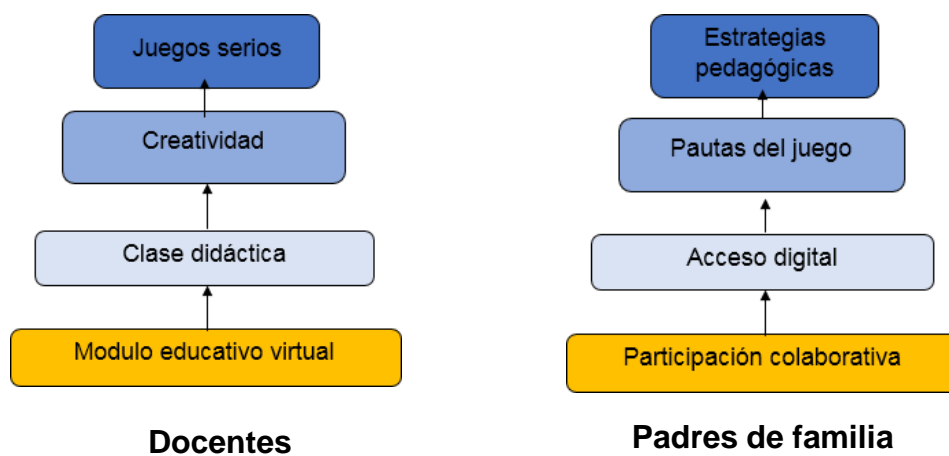 Juegos serios
Creatividad
Clase didáctica
Modulo educativo virtual
Docentes
Estrategias
pedagógicas
Pautas del juego
Acceso digital
Participación colaborativa
Padres de familia